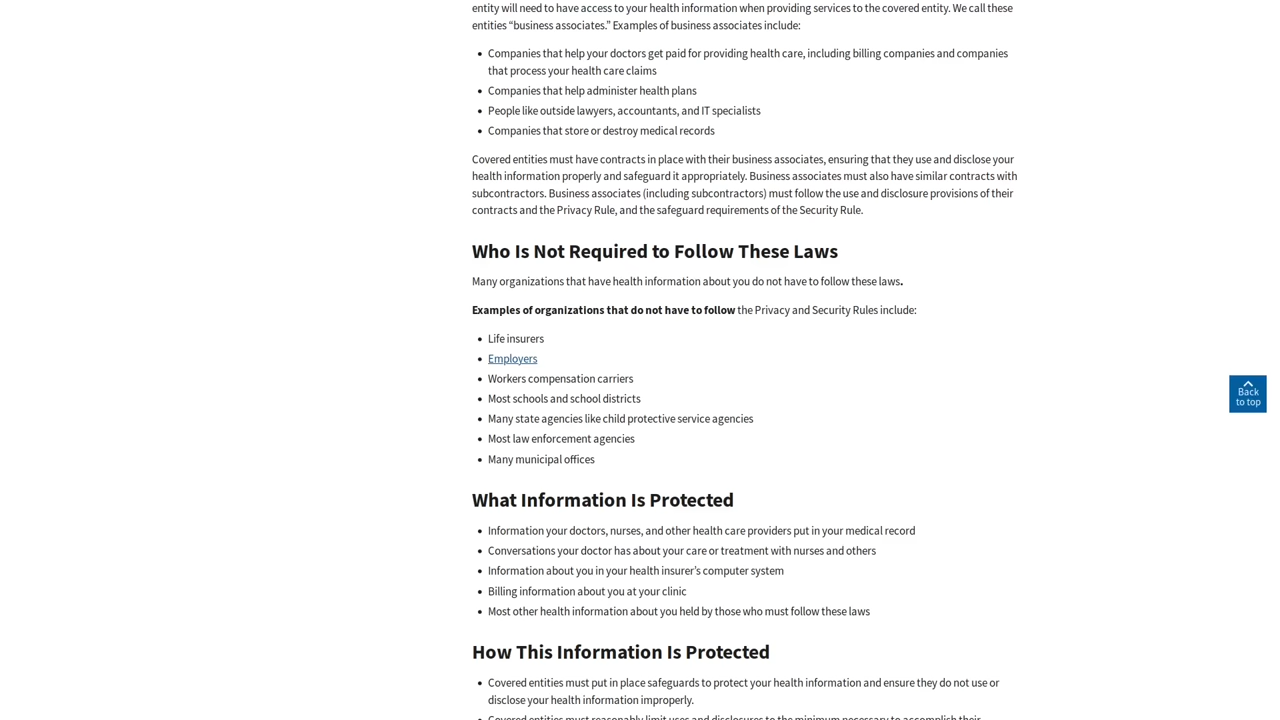 entity will need to have access to your health information when providing services to the covered entity. We call these
entities “business associates.” Examples of business associates include:
Companies that help your doctors get paid for providing health care, including billing companies and companies
that process your health care claims
Companies that help administer health plans
People like outside lawyers, accountants, and IT specialists
Companies that store or destroy medical records
Covered entities must have contracts in place with their business associates, ensuring that they use and disclose your
health information properly and safeguard it appropriately. Business associates must also have similar contracts with
subcontractors. Business associates (including subcontractors) must follow the use and disclosure provisions of their
contracts and the Privacy Rule, and the safeguard requirements of the Security Rule.
Who Is Not Required to Follow These Laws
Many organizations that have health information about you do not have to follow these laws.
Examples of organizations that do not have to follow the Privacy and Security Rules include:
Life insurers
Employers
Workers compensation carriers
Most schools and school districts
Many state agencies like child protective service agencies
Most law enforcement agencies
Many municipal offices
What Information Is Protected
Information your doctors, nurses, and other health care providers put in your medical record
Conversations your doctor has about your care or treatment with nurses and others
Information about you in your health insurer’s computer system
Billing information about you at your clinic
Most other health information about you held by those who must follow these laws
How This Information Is Protected
Covered entities must put in place safeguards to protect your health information and ensure they do not use or
disclose your health information improperly.
Covered entities must reasonably limit uses and disclosures to the minimum necessary to accomplish their
Back
to top